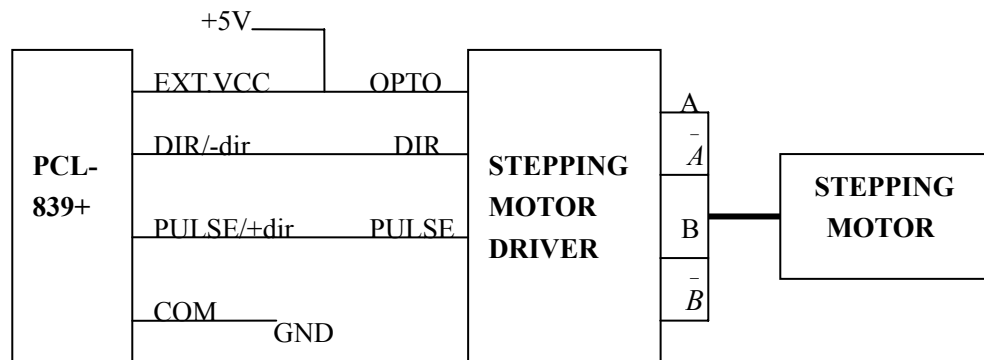 +5V
EXT.VCC
OPTO
DIR/-dir
DIR
PCL-
839+
PULSE/+dir
PULSE
COM
GND
STEPPING
MOTOR
DRIVER
A
Ā
B
B̄
STEPPING
MOTOR